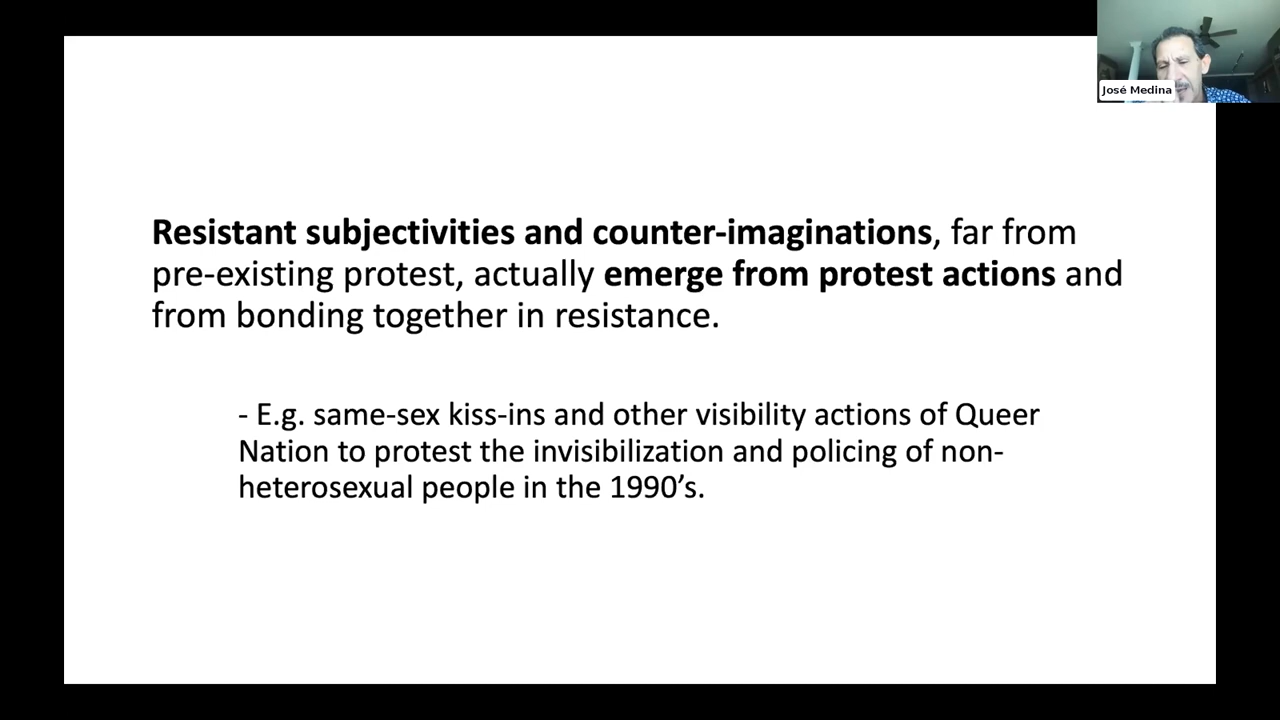 José Medina
Resistant subjectivities and counter-imaginations, far from
pre-existing protest, actually emerge from protest actions and
from bonding together in resistance.
- E.g. same-sex kiss-ins and other visibility actions of Queer
Nation to protest the invisibilization and policing of non-
heterosexual people in the 1990’s.